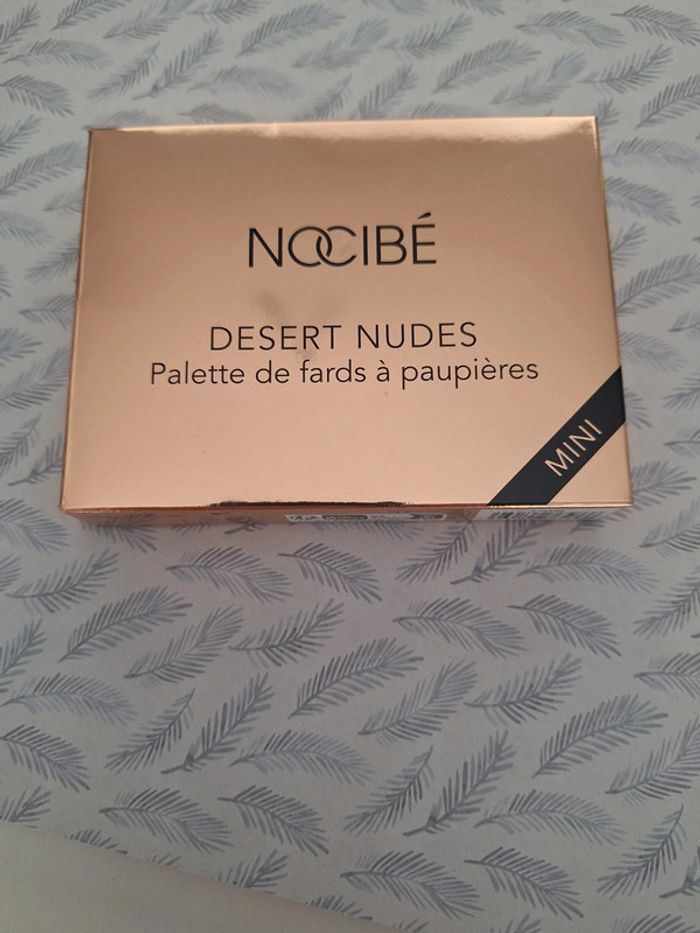 NOCIBÉ
DESERT NUDES
Palette de fards à paupières
MINI